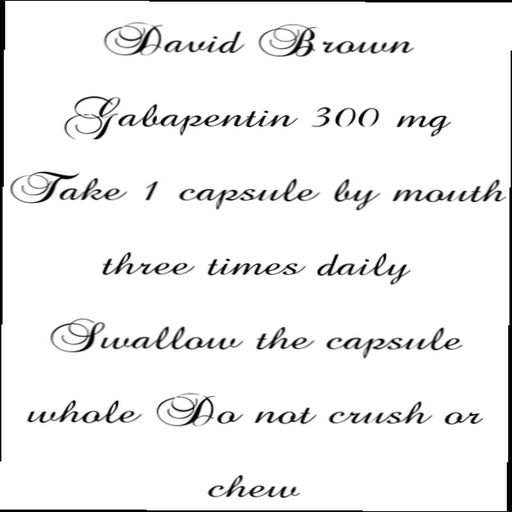 David Brown
Gabapentin 300 mg
Take 1 capsule by mouth
three times daily
Swallow the capsule
whole Do not crush or
chew